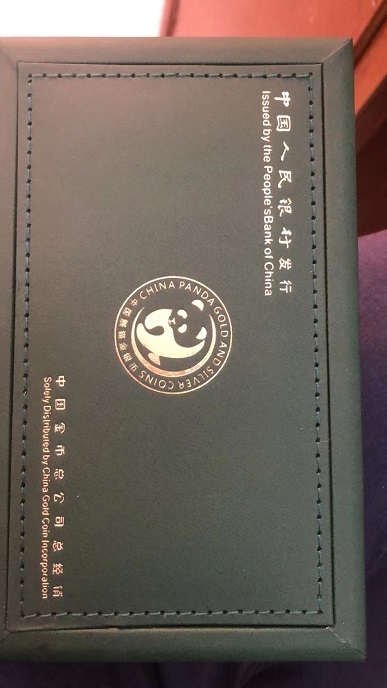 中国人民银行发行
Issued by the People'sBank of China
CHINA PANDA GOLD AND SILVER COINS
中国金币总公司总经销
Solety Distributed by China Gold Coin Incorporation